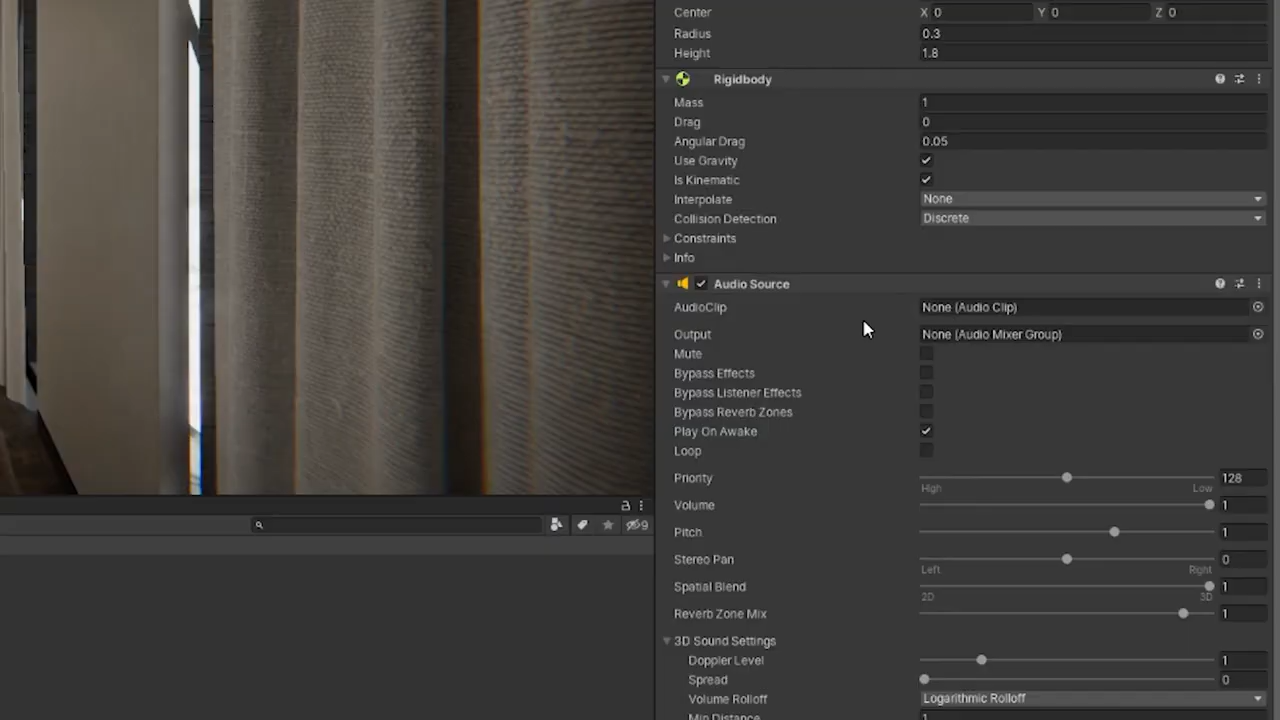 Center X 0 Y 0 Z 0
Radius 0.3
Height 1.8
Rigidbody
Mass 1
Drag 0
Angular Drag 0.05
Use Gravity
Is Kinematic
Interpolate None
Collision Detection Discrete
Constraints
Info
Audio Source
AudioClip None (Audio Clip)
Output None (Audio Mixer Group)
Mute
Bypass Effects
Bypass Listener Effects
Bypass Reverb Zones
Play On Awake
Loop
Priority 128
High Low
Volume 1
9
Pitch 1
Stereo Pan 0
Left Right
Spatial Blend 1
2D 3D
Reverb Zone Mix 1
3D Sound Settings
Doppler Level 1
Spread 0
Volume Rolloff Logarithmic Rolloff
Min Distance 1